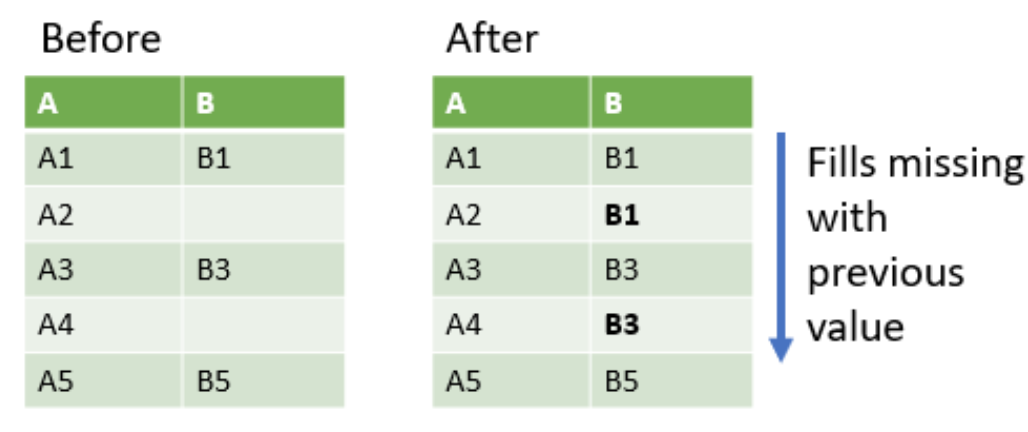 Before
A B
A1 B1
A2
A3 B3
A4
A5 B5
After
A B
A1 B1
A2 B1
A3 B3
A4 B3
A5 B5
Fills missing
with
previous
value